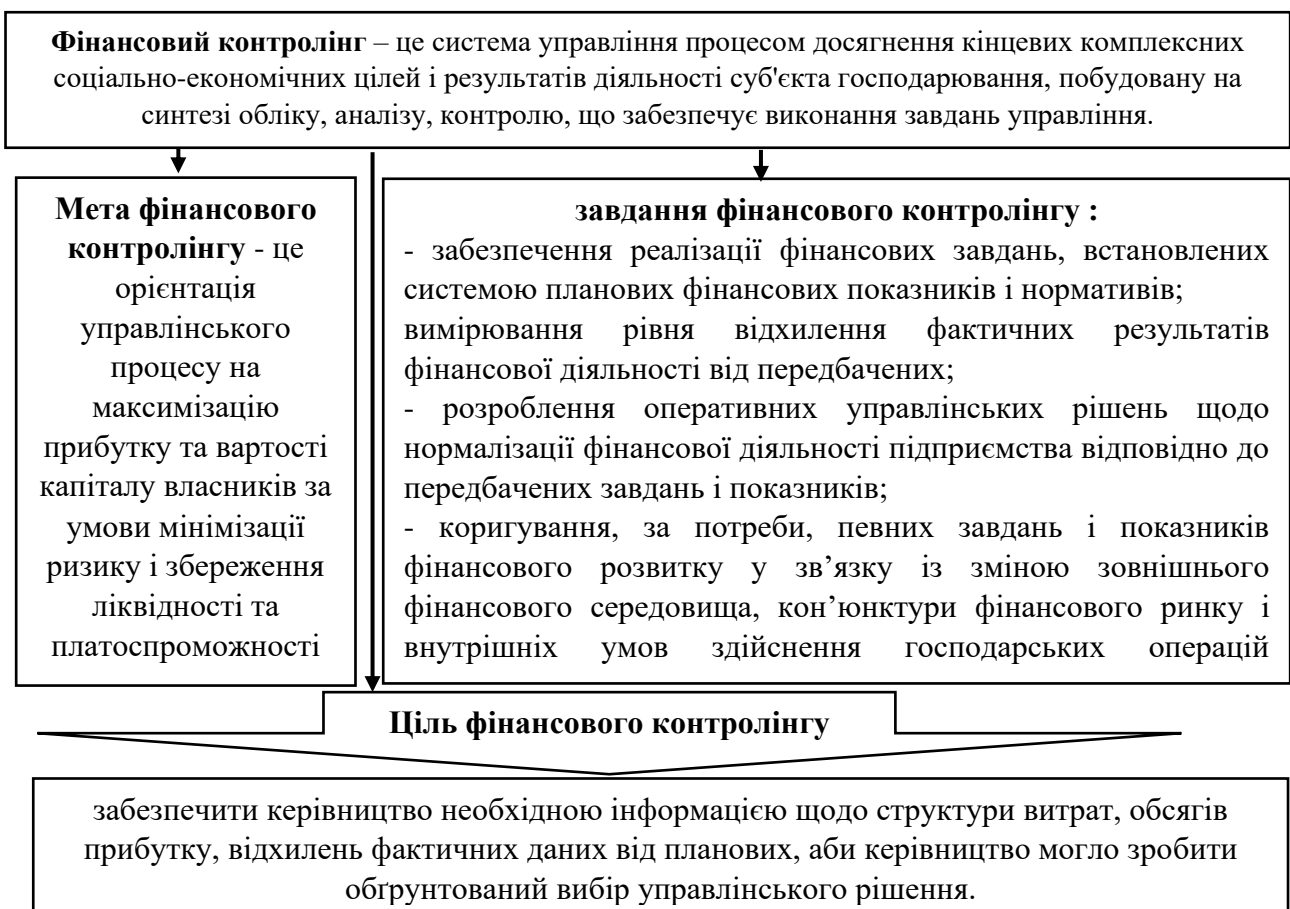 Фінансовий контролінг – це система управління процесом досягнення кінцевих комплексних
соціально-економічних цілей і результатів діяльності суб'єкта господарювання, побудовану на
синтезі обліку, аналізу, контролю, що забезпечує виконання завдань управління.
Мета фінансового
контролінгу - це
орієнтація
управлінського
процесу на
максимізацію
прибутку та вартості
капіталу власників за
умови мінімізації
ризику і збереження
ліквідності та
платоспроможності
завдання фінансового контролінгу :
- забезпечення реалізації фінансових завдань, встановлених
системою планових фінансових показників і нормативів;
вимірювання рівня відхилення фактичних результатів
фінансової діяльності від передбачених;
- розроблення оперативних управлінських рішень щодо
нормалізації фінансової діяльності підприємства відповідно до
передбачених завдань і показників;
- коригування, за потреби, певних завдань і показників
фінансового розвитку у зв’язку із зміною зовнішнього
фінансового середовища, кон’юнктури фінансового ринку і
внутрішніх умов здійснення господарських операцій
Ціль фінансового контролінгу
забезпечити керівництво необхідною інформацією щодо структури витрат, обсягів
прибутку, відхилень фактичних даних від планових, аби керівництво могло зробити
обґрунтований вибір управлінського рішення.